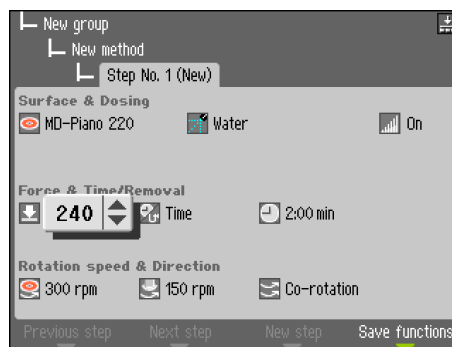 New group
New method
Step No. 1 (New)
Surface & Dosing
MD-Piano 220 Water On
Force & Time/Removal
240 Time 2:00 min
Rotation speed & Direction
300 rpm 150 rpm Co-rotation
Previous step Next step New step Save functions